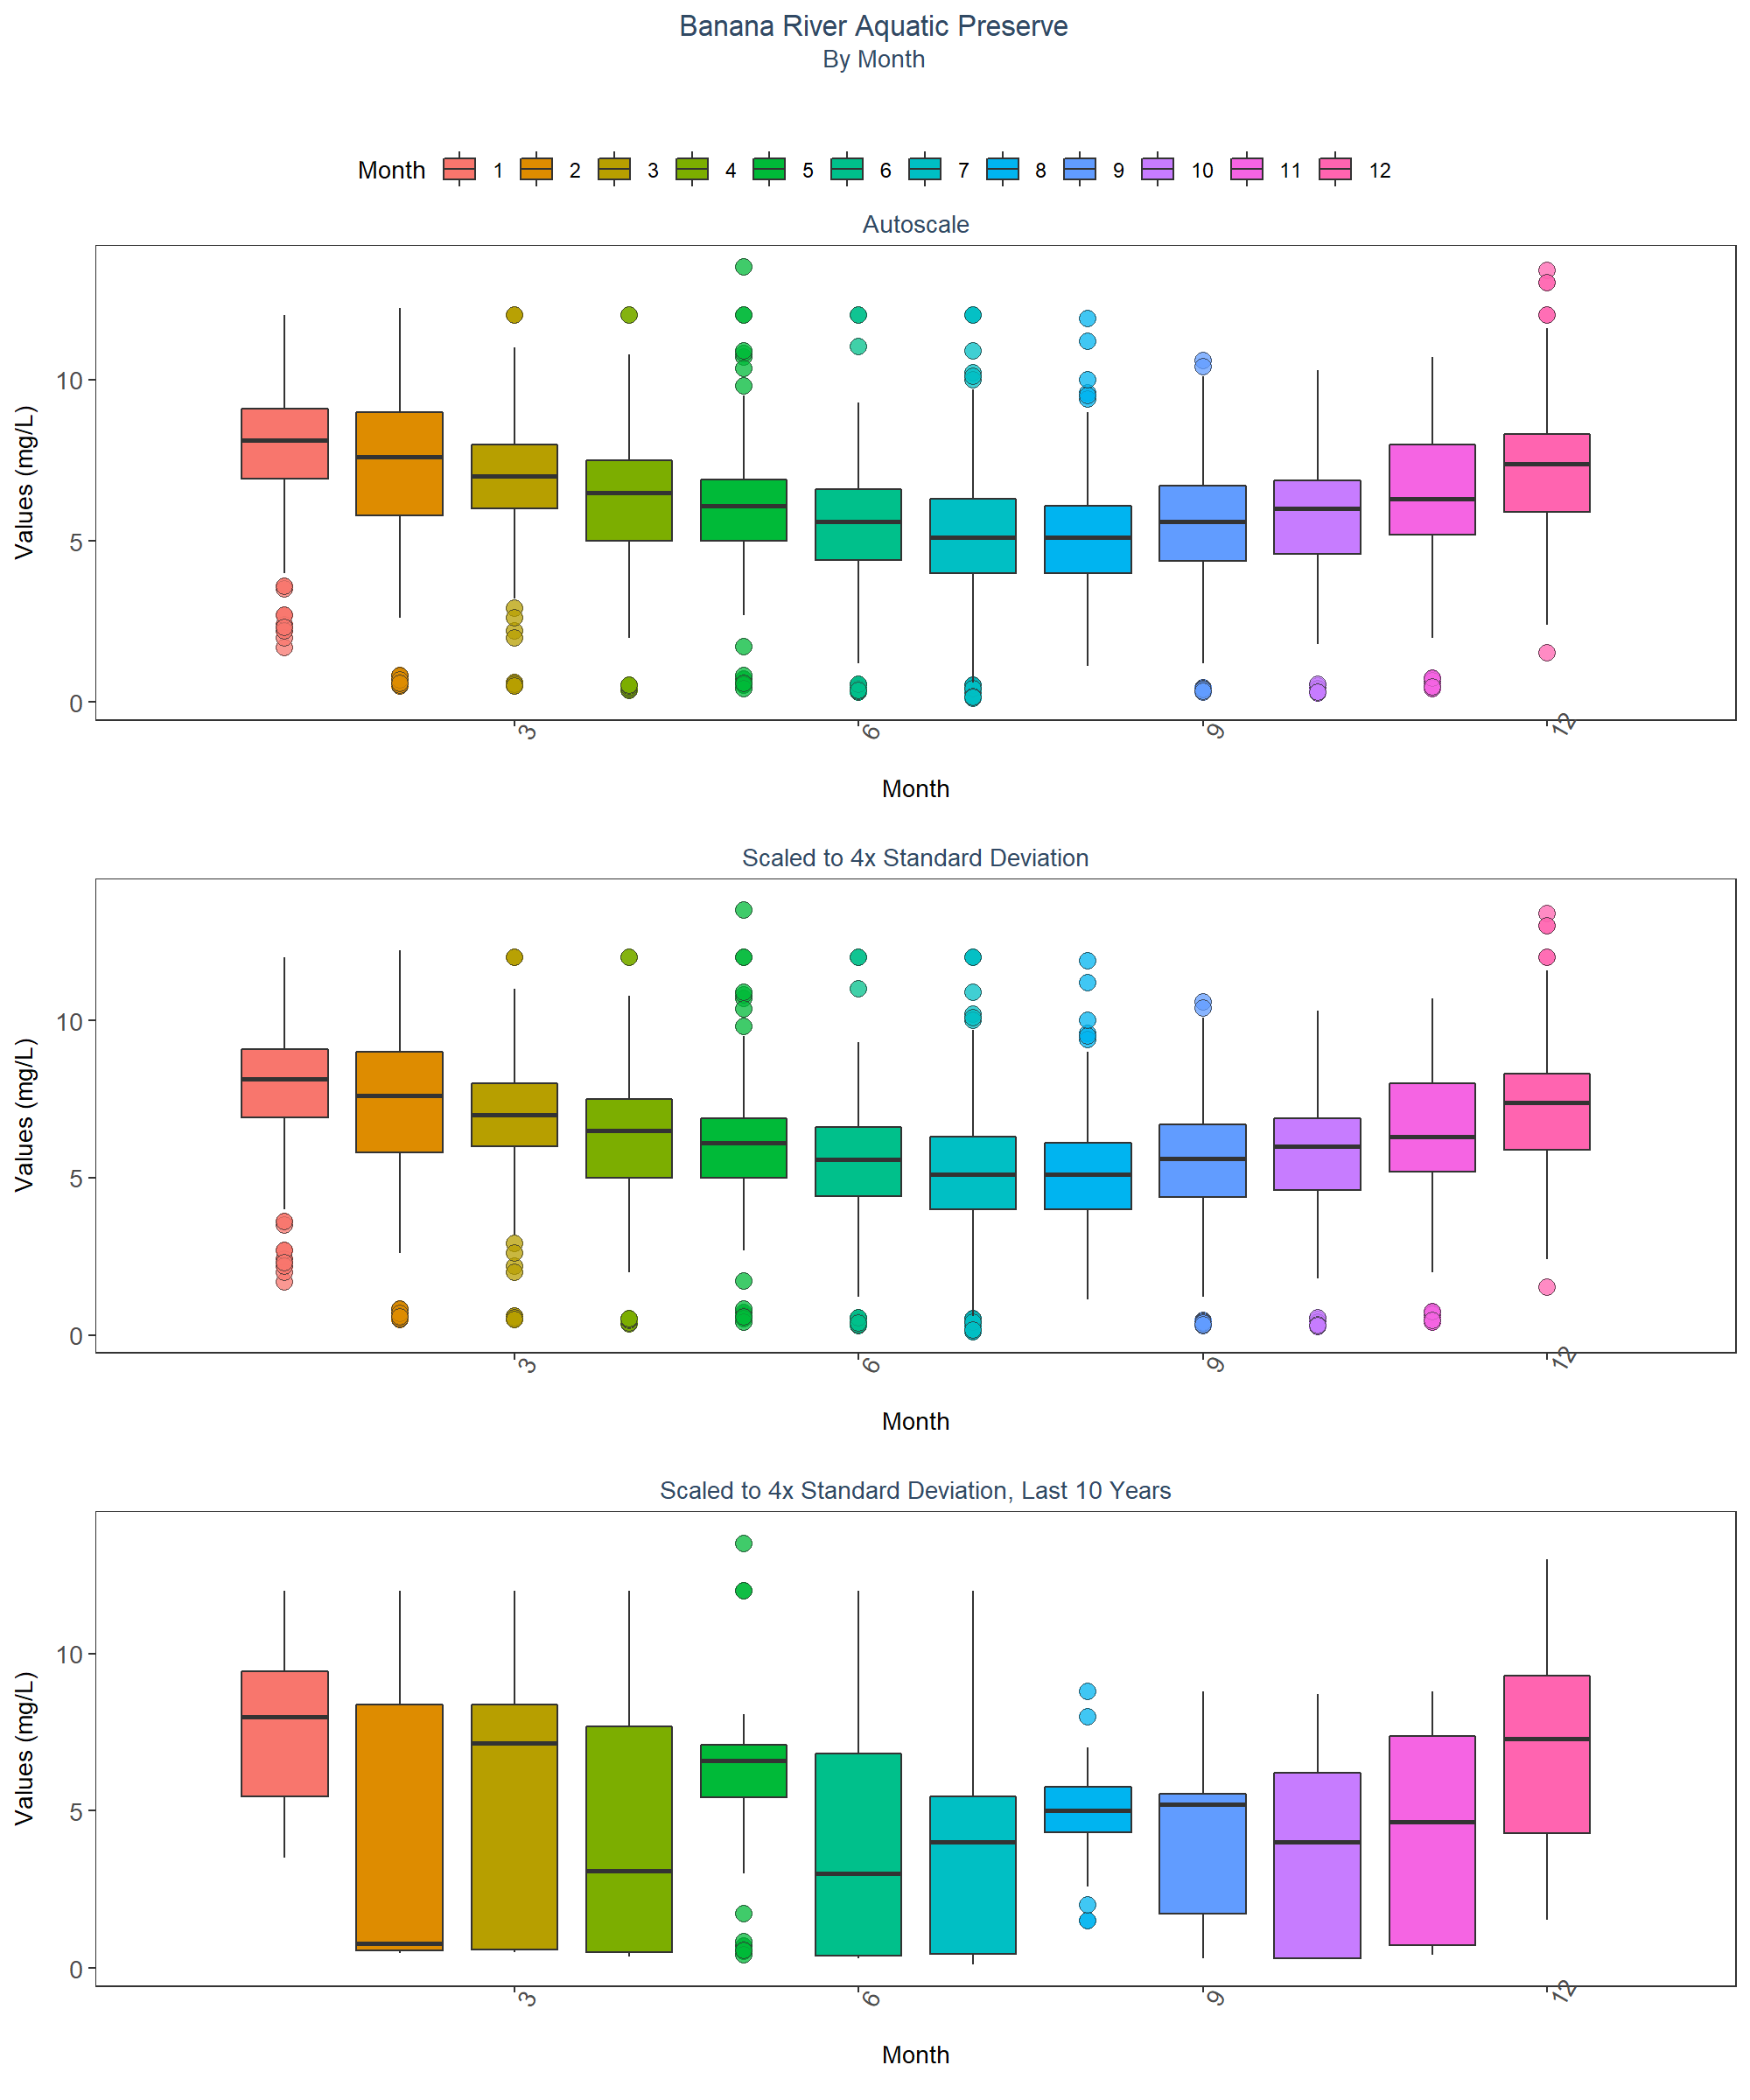 Banana River Aquatic Preserve
By Month
Month 1 2 3 4 5 6 7 8 9 10 11 12
Autoscale
Values (mg/L)
10
5
0
3 6 9 12
Month
Scaled to 4x Standard Deviation
Values (mg/L)
10
5
0
3 6 9 12
Month
Scaled to 4x Standard Deviation, Last 10 Years
Values (mg/L)
10
5
0
3 6 9 12
Month